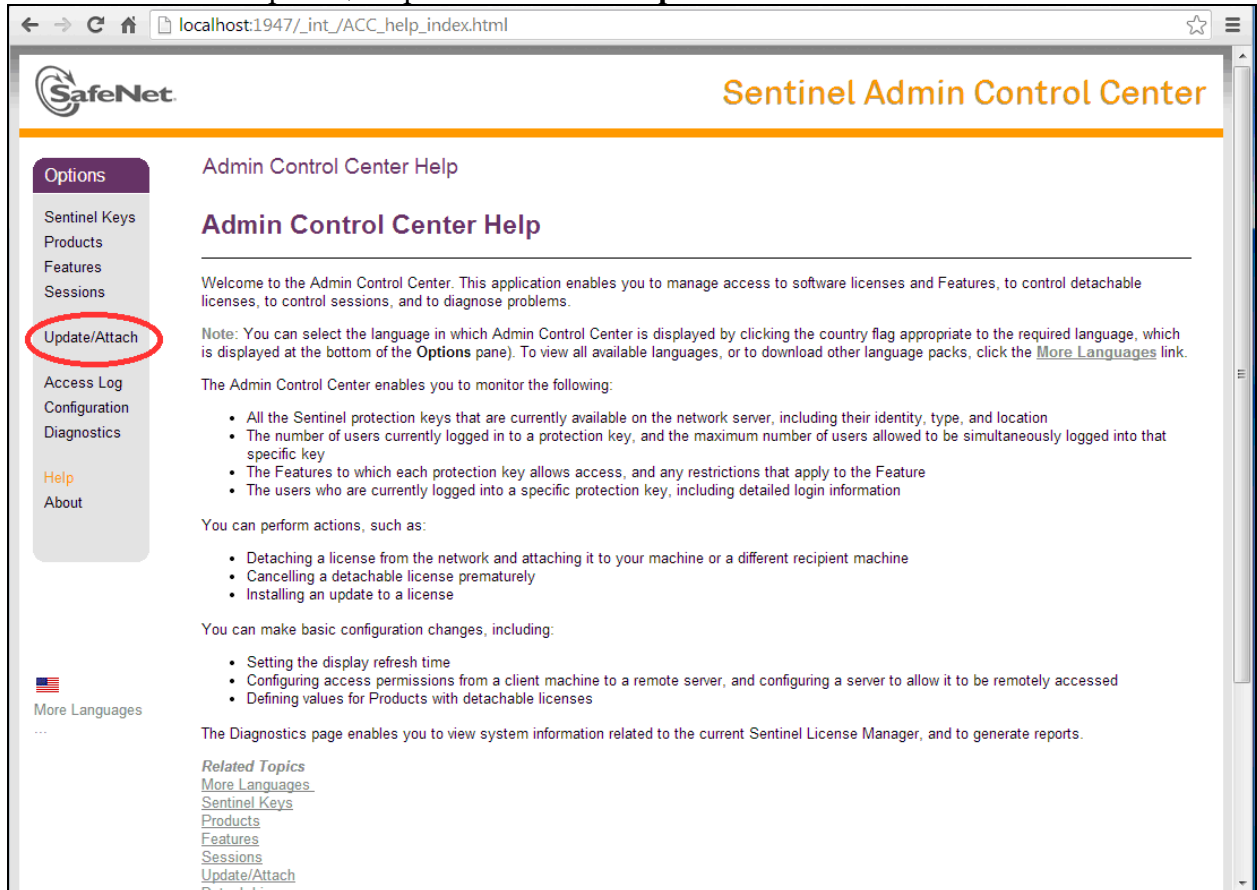 localhost:1947/_int_/ACC_help_index.html
SafeNet.
Sentinel Admin Control Center
Options
Sentinel Keys
Products
Features
Sessions
Update/Attach
Access Log
Configuration
Diagnostics
Help
About
More Languages
...
Admin Control Center Help
Admin Control Center Help
Welcome to the Admin Control Center. This application enables you to manage access to software licenses and Features, to control detachable
licenses, to control sessions, and to diagnose problems.
Note: You can select the language in which Admin Control Center is displayed by clicking the country flag appropriate to the required language, which
is displayed at the bottom of the Options pane). To view all available languages, or to download other language packs, click the More Languages link.
The Admin Control Center enables you to monitor the following:
• All the Sentinel protection keys that are currently available on the network server, including their identity, type, and location
• The number of users currently logged in to a protection key, and the maximum number of users allowed to be simultaneously logged into that
specific key
• The Features to which each protection key allows access, and any restrictions that apply to the Feature
• The users who are currently logged into a specific protection key, including detailed login information
You can perform actions, such as:
• Detaching a license from the network and attaching it to your machine or a different recipient machine
• Cancelling a detachable license prematurely
• Installing an update to a license
You can make basic configuration changes, including:
• Setting the display refresh time
• Configuring access permissions from a client machine to a remote server, and configuring a server to allow it to be remotely accessed
• Defining values for Products with detachable licenses
The Diagnostics page enables you to view system information related to the current Sentinel License Manager, and to generate reports.
Related Topics
More Languages
Sentinel Keys
Products
Features
Sessions
Update/Attach